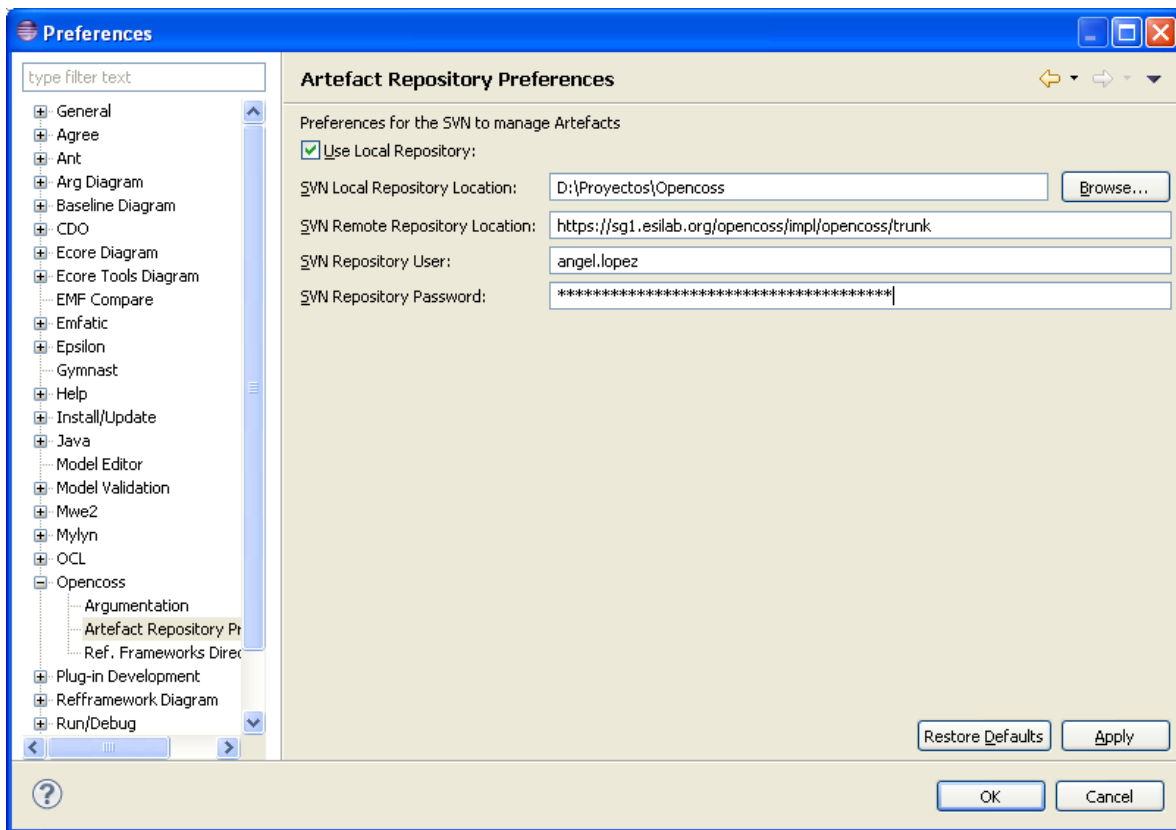 Preferences
type filter text
General
Agree
Ant
Arg Diagram
Baseline Diagram
CDO
Ecore Diagram
Ecore Tools Diagram
EMF Compare
Emfatic
Epsilon
Gymnast
Help
Install/Update
Java
Model Editor
Model Validation
Mwe2
Mylyn
OCL
Opencoss
Argumentation
Artefact Repository Pr
Ref. Frameworks Direc
Plug-in Development
Refframework Diagram
Run/Debug
Artefact Repository Preferences
Preferences for the SVN to manage Artefacts
Use Local Repository:
SVN Local Repository Location: D:\Proyectos\Opencoss Browse...
SVN Remote Repository Location: https://sg1.esilab.org/opencoss/impl/opencoss/trunk
SVN Repository User: angel.lopez
SVN Repository Password: **************************************
Restore Defaults Apply
? OK Cancel